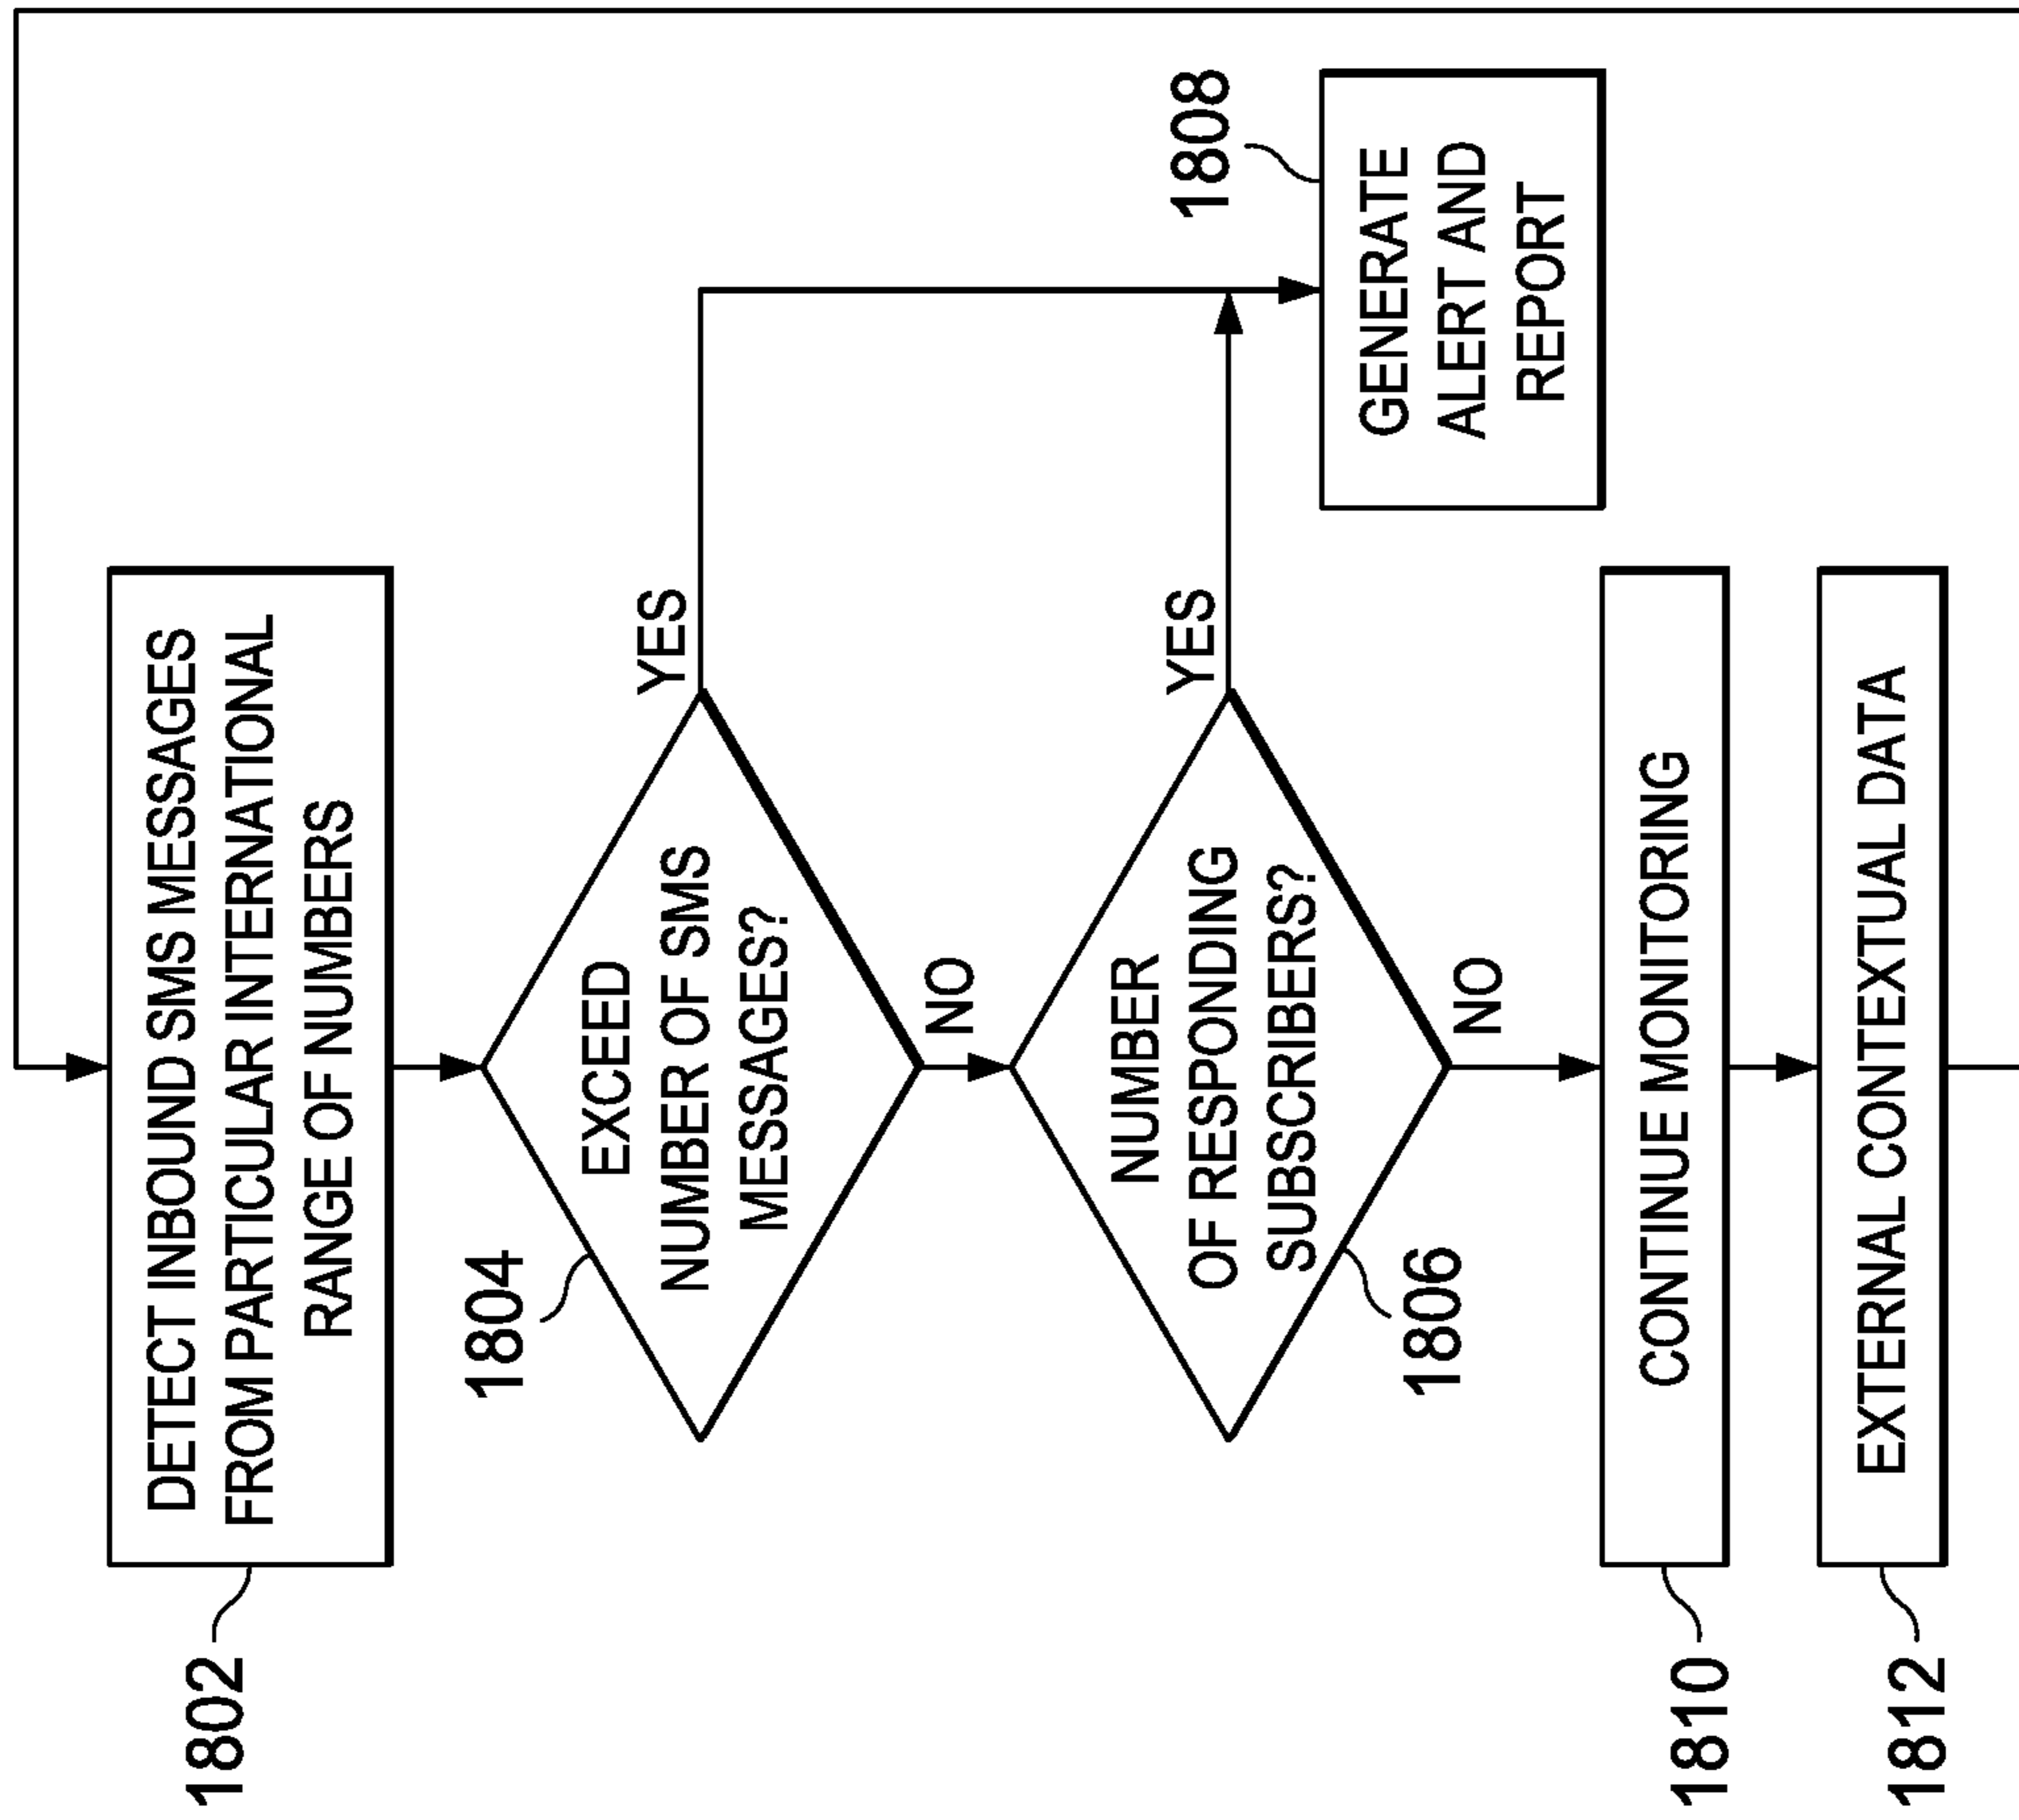 1802
DETECT INBOUND SMS MESSAGES
FROM PARTICULAR INTERNATIONAL
RANGE OF NUMBERS
1804
EXCEED
NUMBER OF SMS
MESSAGES?
YES
NO
NUMBER
OF RESPONDING
SUBSCRIBERS?
1806
YES
NO
1808
GENERATE
ALERT AND
REPORT
1810
CONTINUE MONITORING
1812
EXTERNAL CONTEXTUAL DATA